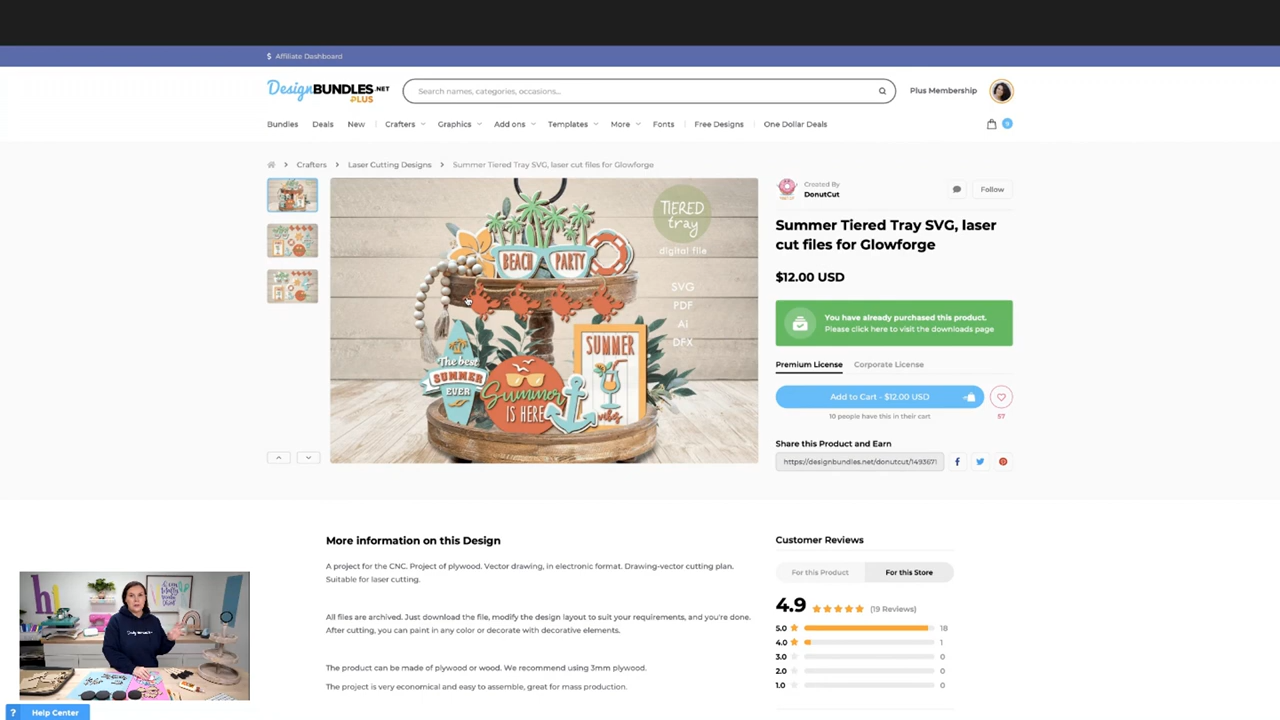 $ Affiliate Dashboard
Design BUNDLES.NET
PLUS
Search names, categories, occasions...
Plus Membership
Bundles Deals New Crafters Graphics Add ons Templates More Fonts Free Designs One Dollar Deals
0
Crafters Laser Cutting Designs Summer Tiered Tray SVG, laser cut files for Glowforge
TIERED
tray
digital file
SVG
PDF
Ai
DFX
BEACH PARTY
The best
SUMMER
EVER
Summer
IS HERE
SUMMER
vibes
Created By
DonutCut
Follow
Summer Tiered Tray SVG, laser
cut files for Glowforge
$12.00 USD
You have already purchased this product.
Please click here to visit the downloads page
Premium License Corporate License
Add to Cart - $12.00 USD
57
10 people have this in their cart
Share this Product and Earn
https://designbundles.net/donutcut/1493671
More information on this Design
A project for the CNC. Project of plywood. Vector drawing, in electronic format. Drawing-vector cutting plan.
Suitable for laser cutting.
All files are archived. Just download the file, modify the design layout to suit your requirements, and you're done.
After cutting, you can paint in any color or decorate with decorative elements.
The product can be made of plywood or wood. We recommend using 3mm plywood.
The project is very economical and easy to assemble, great for mass production.
Customer Reviews
For this Product For this Store
4.9 (19 Reviews)
5.0 18
4.0 1
3.0 0
2.0 0
1.0 0
hi
? Help Center